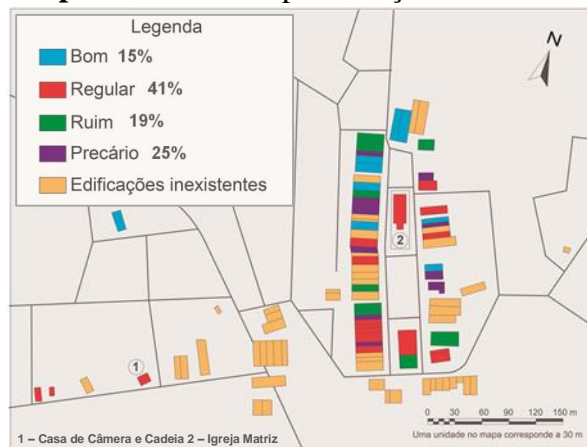 Legenda
Bom 15%
Regular 41%
Ruim 19%
Precário 25%
Edificações inexistentes
N
2
1
0 30 60 90 120 150 m
Uma unidade no mapa corresponde a 30 m
1 – Casa de Câmera e Cadeia 2 – Igreja Matriz